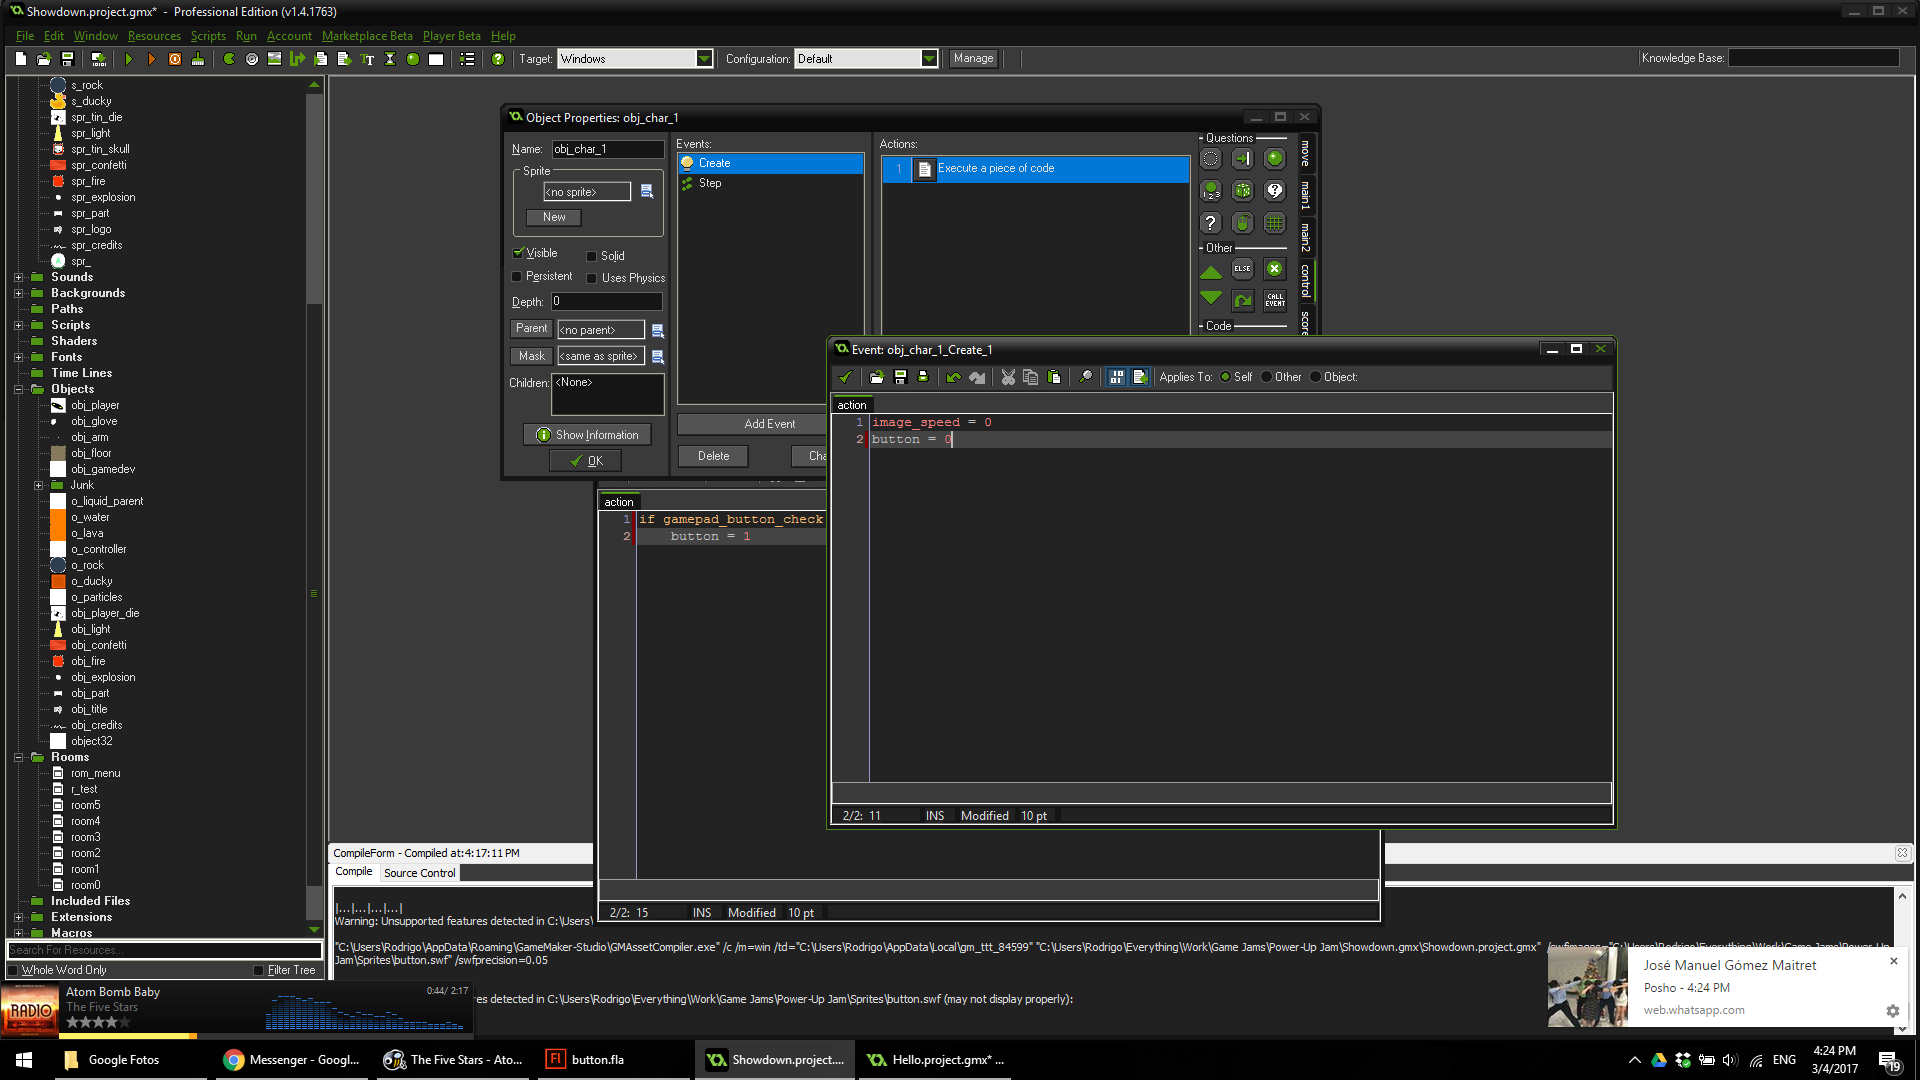 Showdown.project.gmx* - Professional Edition (v1.4.1763)
File Edit Window Resources Scripts Run Account Marketplace Beta Player Beta Help
Target: Windows Configuration: Default Manage Knowledge Base:
s_rock
s_ducky
spr_tin_die
spr_light
spr_tin_skull
spr_confetti
spr_fire
spr_explosion
spr_part
spr_logo
spr_credits
spr_
Sounds
Backgrounds
Paths
Scripts
Shaders
Fonts
Time Lines
Objects
obj_player
obj_glove
obj_arm
obj_floor
obj_gamedev
Junk
o_liquid_parent
o_water
o_lava
o_controller
o_rock
o_ducky
o_particles
obj_player_die
obj_light
obj_confetti
obj_fire
obj_explosion
obj_part
obj_title
obj_credits
object32
Rooms
rom_menu
r_test
room5
room4
room3
room2
room1
room0
Included Files
Extensions
Macros
Search For Resources...
Whole Word Only Filter Tree
Object Properties: obj_char_1
Name: obj_char_1
Sprite
<no sprite>
New
Visible Solid
Persistent Uses Physics
Depth: 0
Parent <no parent>
Mask <same as sprite>
Children: <None>
Show Information
OK
Events:
Create
Step
Add Event
Delete Cha
Actions:
1 Execute a piece of code
Questions
Other
ELSE
CALL EVENT
Code
move
main1
main2
control
score
Event: obj_char_1_Create_1
Applies To: Self Other Object:
action
1 image_speed = 0
2 button = 0
2/2: 11 INS Modified 10 pt
action
1 if gamepad_button_check
2 button = 1
2/2: 15 INS Modified 10 pt
CompileForm - Compiled at:4:17:11 PM
Compile Source Control
|...|...|...|...|
Warning: Unsupported features detected in C:\Users\
"C:\Users\Rodrigo\AppData\Roaming\GameMaker-Studio\GMAssetCompiler.exe" /c /m=win /td="C:\Users\Rodrigo\AppData\Local\gm_ttt_84599" "C:\Users\Rodrigo\Everything\Work\Game Jams\Power-Up Jam\Showdown.gmx\Showdown.project.gmx" /swfimages="C:\Users\Rodrigo\Everything\Work\Game Jams\Power-Up
Jam\Sprites\button.swf" /swfprecision=0.05
res detected in C:\Users\Rodrigo\Everything\Work\Game Jams\Power-Up Jam\Sprites\button.swf (may not display properly):
RADIO
Atom Bomb Baby 0:44/ 2:17
The Five Stars
José Manuel Gómez Maitret
Posho - 4:24 PM
web.whatsapp.com
Google Fotos
Messenger - Googl...
The Five Stars - Ato...
Fl button.fla
Showdown.project....
Hello.project.gmx* ...
ENG
4:24 PM
3/4/2017
19